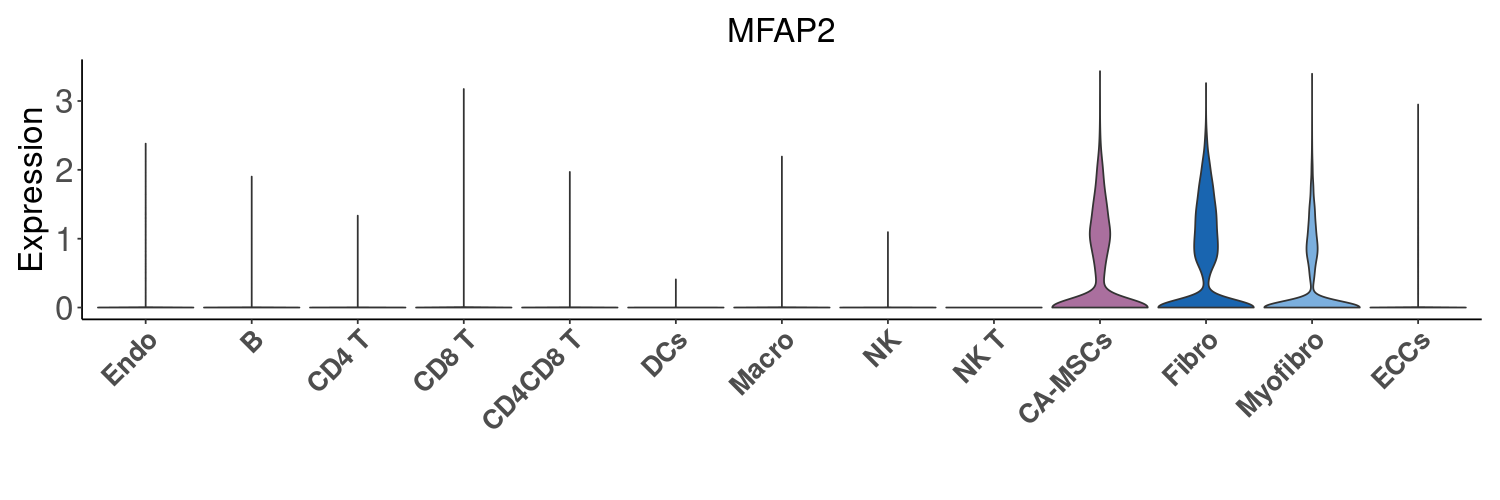 MFAP2
Expression
3
2
1
0
Endo
B
CD4 T
CD8 T
CD4CD8 T
DCs
Macro
NK
NK T
CA-MSCs
Fibro
Myofibro
ECCs